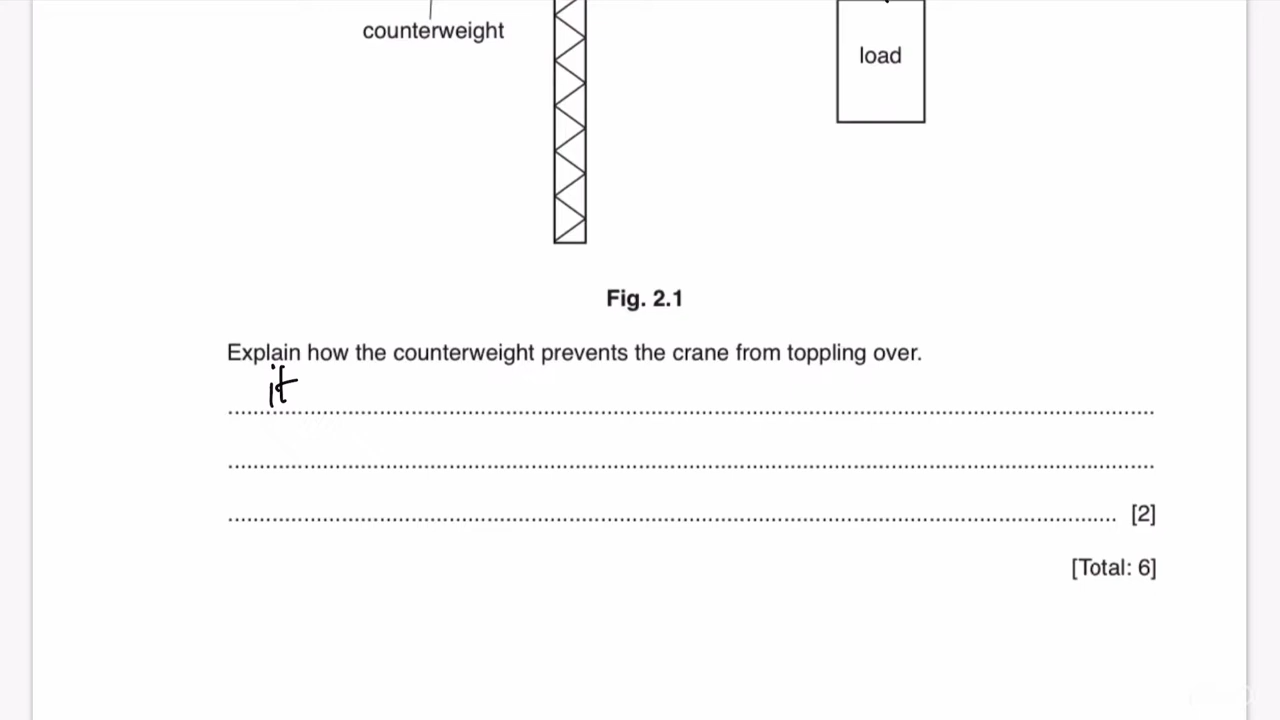 counterweight
load
Fig. 2.1
Explain how the counterweight prevents the crane from toppling over.
it
[2]
[Total: 6]